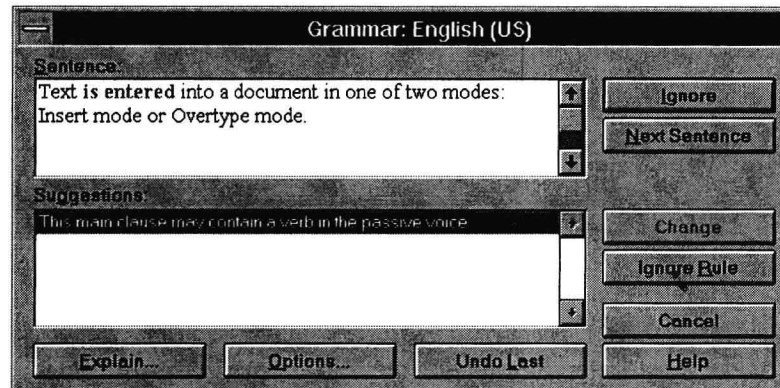 Grammar: English (US)
Sentence:
Text is entered into a document in one of two modes:
Insert mode or Overtype mode.
Ignore
Next Sentence
Suggestions:
This main clause may contain a verb in the passive voice
Change
Ignore Rule
Cancel
Explain...
Options...
Undo Last
Help